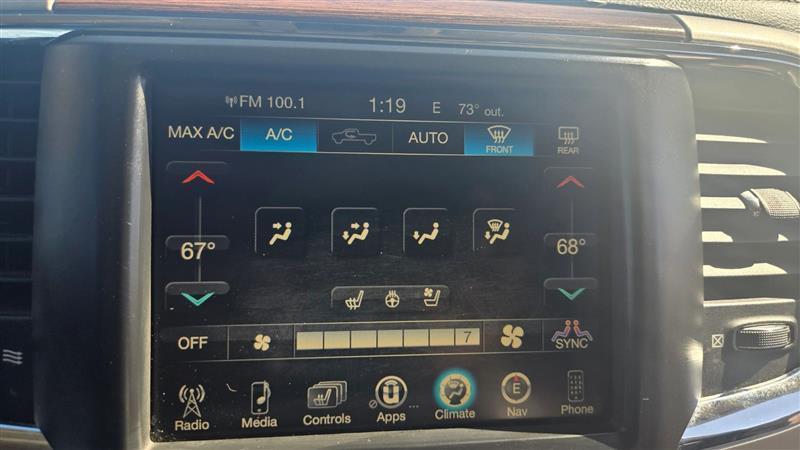 FM 100.1 1:19 E 73° out.
MAX A/C A/C AUTO FRONT REAR
67° 68°
OFF 7 SYNC
Radio Media Controls Apps Climate E Nav Phone